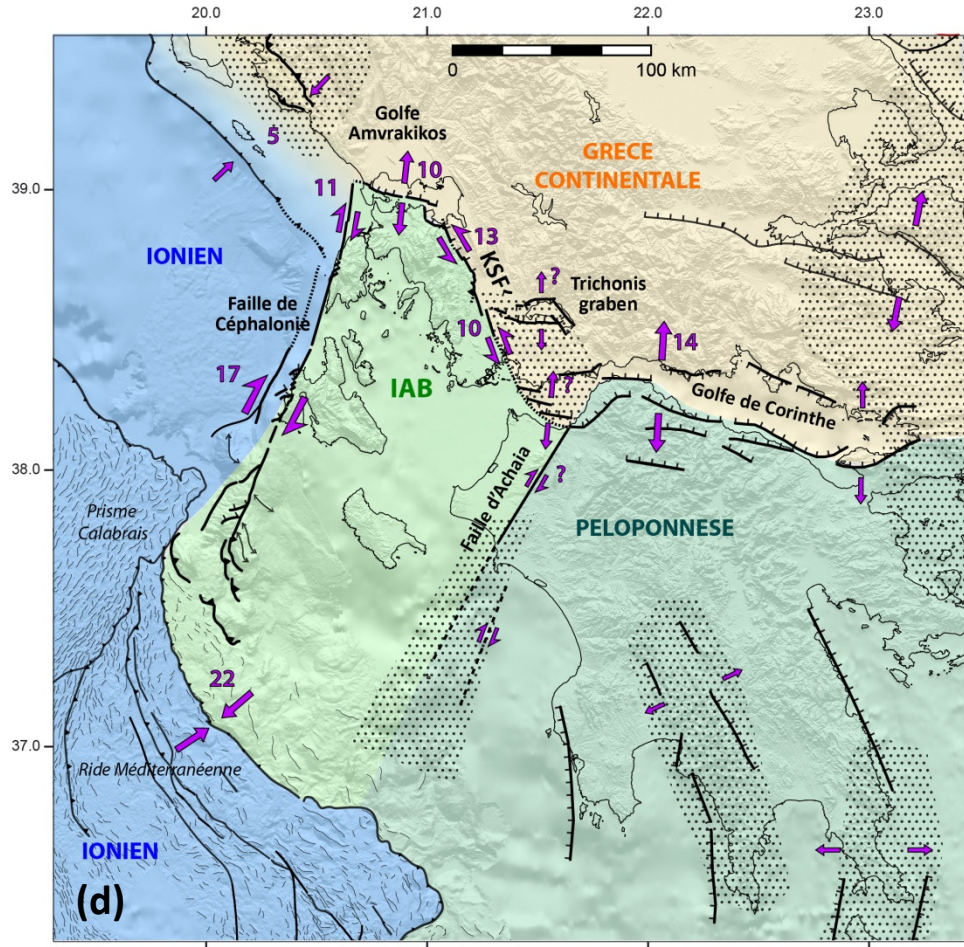 20.0 21.0 22.0 23.0
0 100 km
Golfe
Amvrakikos
5
10
GRECE
CONTINENTALE
39.0
11
13
IONIEN
KSF
?
Trichonis
graben
Faille de
Céphalonie
10
14
17
IAB
?
Golfe de Corinthe
38.0
Faille d'Achaia
?
Prisme
Calabrais
PELOPONNESE
22
37.0
Ride Méditerranéenne
IONIEN
(d)